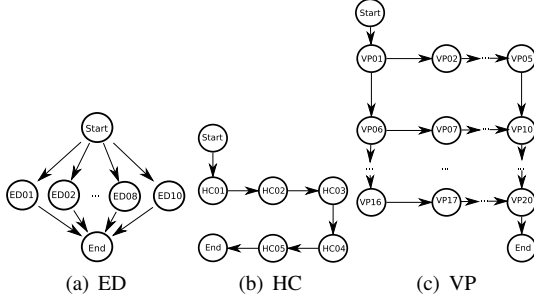 Start
VP01 VP02 ... VP05
Start
Start
VP06 VP07 ... VP10
... ... ...
ED01 ED02 ... ED08 ED10
HC01 HC02 HC03
VP16 VP17 ... VP20
End
End HC05 HC04
End
(a) ED (b) HC (c) VP